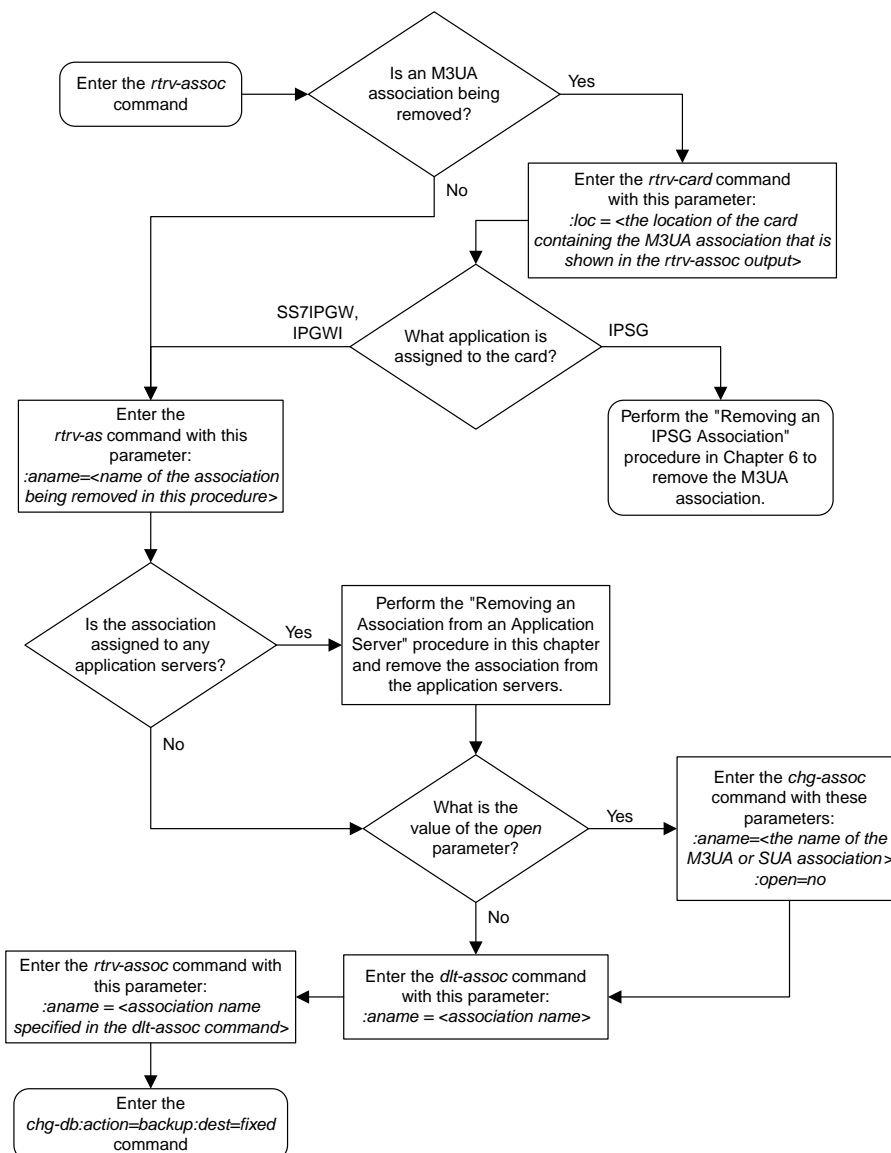 Enter the rtrv-assoc
command
Is an M3UA
association being
removed?
Yes
No
Enter the rtrv-card command
with this parameter:
:loc = <the location of the card
containing the M3UA association that is
shown in the rtrv-assoc output>
SS7IPGW,
IPGWI
What application is
assigned to the card?
IPSG
Perform the "Removing an
IPSG Association"
procedure in Chapter 6 to
remove the M3UA
association.
Enter the
rtrv-as command with this
parameter:
:aname=<name of the association
being removed in this procedure>
Is the association
assigned to any
application servers?
Yes
No
Perform the "Removing an
Association from an Application
Server" procedure in this chapter
and remove the association from
the application servers.
What is the
value of the open
parameter?
Yes
No
Enter the chg-assoc
command with these
parameters:
:aname=<the name of the
M3UA or SUA association>
:open=no
Enter the dlt-assoc command
with this parameter:
:aname = <association name>
Enter the rtrv-assoc command with
this parameter:
:aname = <association name
specified in the dlt-assoc command>
Enter the
chg-db:action=backup:dest=fixed
command